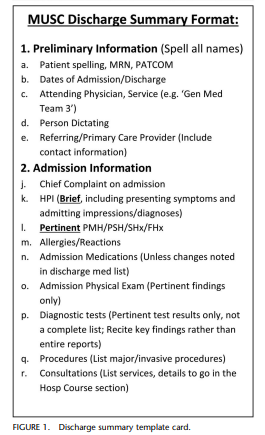 MUSC Discharge Summary Format:
1. Preliminary Information (Spell all names)
a. Patient spelling, MRN, PATCOM
b. Dates of Admission/Discharge
c. Attending Physician, Service (e.g. ‘Gen Med
Team 3’)
d. Person Dictating
e. Referring/Primary Care Provider (Include
contact information)
2. Admission Information
j. Chief Complaint on admission
k. HPI (Brief, including presenting symptoms and
admitting impressions/diagnoses)
l. Pertinent PMH/PSH/SHx/FHx
m. Allergies/Reactions
n. Admission Medications (Unless changes noted
in discharge med list)
o. Admission Physical Exam (Pertinent findings
only)
p. Diagnostic tests (Pertinent test results only, not
a complete list; Recite key findings rather than
entire reports)
q. Procedures (List major/invasive procedures)
r. Consultations (List services, details to go in the
Hosp Course section)
FIGURE 1. Discharge summary template card.